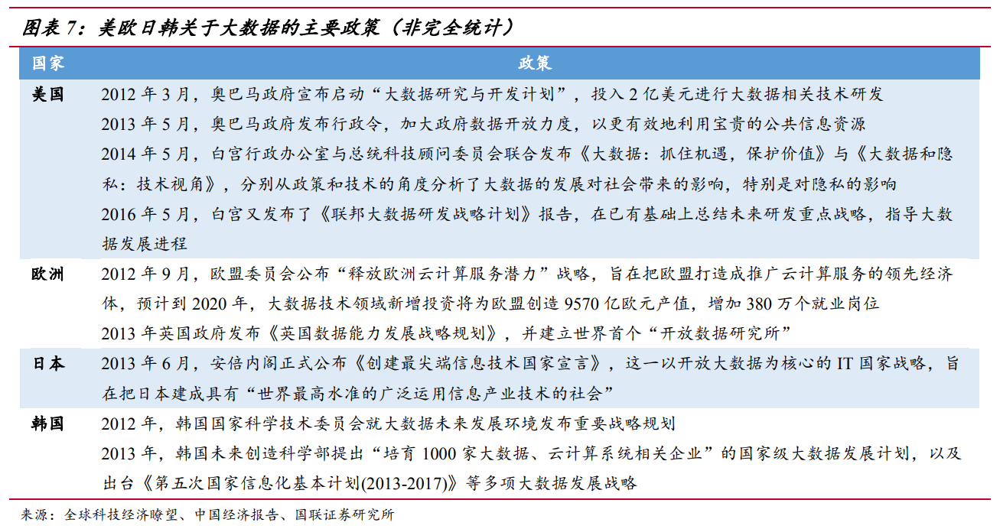 图表 7：美欧日韩关于大数据的主要政策（非完全统计）
国家 政策
美国 2012 年 3 月，奥巴马政府宣布启动“大数据研究与开发计划”，投入 2 亿美元进行大数据相关技术研发
2013 年 5 月，奥巴马政府发布行政令，加大政府数据开放力度，以更有效地利用宝贵的公共信息资源
2014 年 5 月，白宫行政办公室与总统科技顾问委员会联合发布《大数据：抓住机遇，保护价值》与《大数据和隐
私：技术视角》，分别从政策和技术的角度分析了大数据的发展对社会带来的影响，特别是对隐私的影响
2016 年 5 月，白宫又发布了《联邦大数据研发战略计划》报告，在已有基础上总结未来研发重点战略，指导大数
据发展进程
欧洲 2012 年 9 月，欧盟委员会公布“释放欧洲云计算服务潜力”战略，旨在把欧盟打造成推广云计算服务的领先经济
体，预计到 2020 年，大数据技术领域新增投资将为欧盟创造 9570 亿欧元产值，增加 380 万个就业岗位
2013 年英国政府发布《英国数据能力发展战略规划》，并建立世界首个“开放数据研究所”
日本 2013 年 6 月，安倍内阁正式公布《创建最尖端信息技术国家宣言》，这一以开放大数据为核心的 IT 国家战略，旨
在把日本建成具有“世界最高水准的广泛运用信息产业技术的社会”
韩国 2012 年，韩国国家科学技术委员会就大数据未来发展环境发布重要战略规划
2013 年，韩国未来创造科学部提出“培育 1000 家大数据、云计算系统相关企业”的国家级大数据发展计划，以及
出台《第五次国家信息化基本计划(2013-2017)》等多项大数据发展战略
来源：全球科技经济瞭望、中国经济报告、国联证券研究所